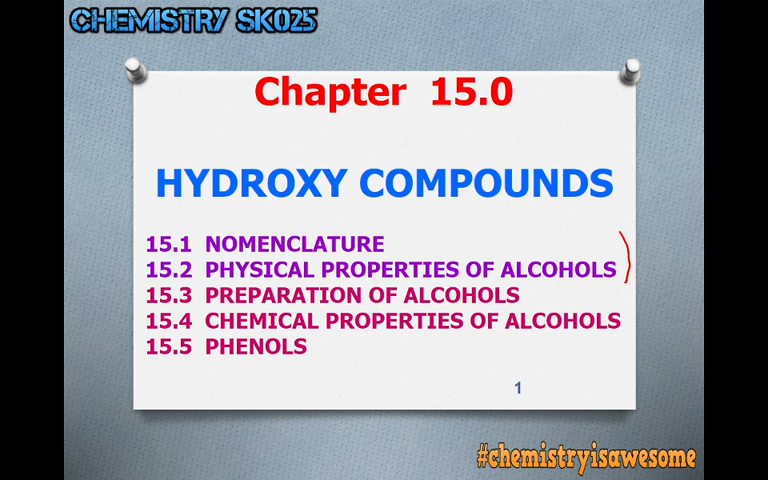 CHEMISTRY SK025
Chapter 15.0
HYDROXY COMPOUNDS
15.1 NOMENCLATURE
15.2 PHYSICAL PROPERTIES OF ALCOHOLS
15.3 PREPARATION OF ALCOHOLS
15.4 CHEMICAL PROPERTIES OF ALCOHOLS
15.5 PHENOLS
1
#chemistryisawesome